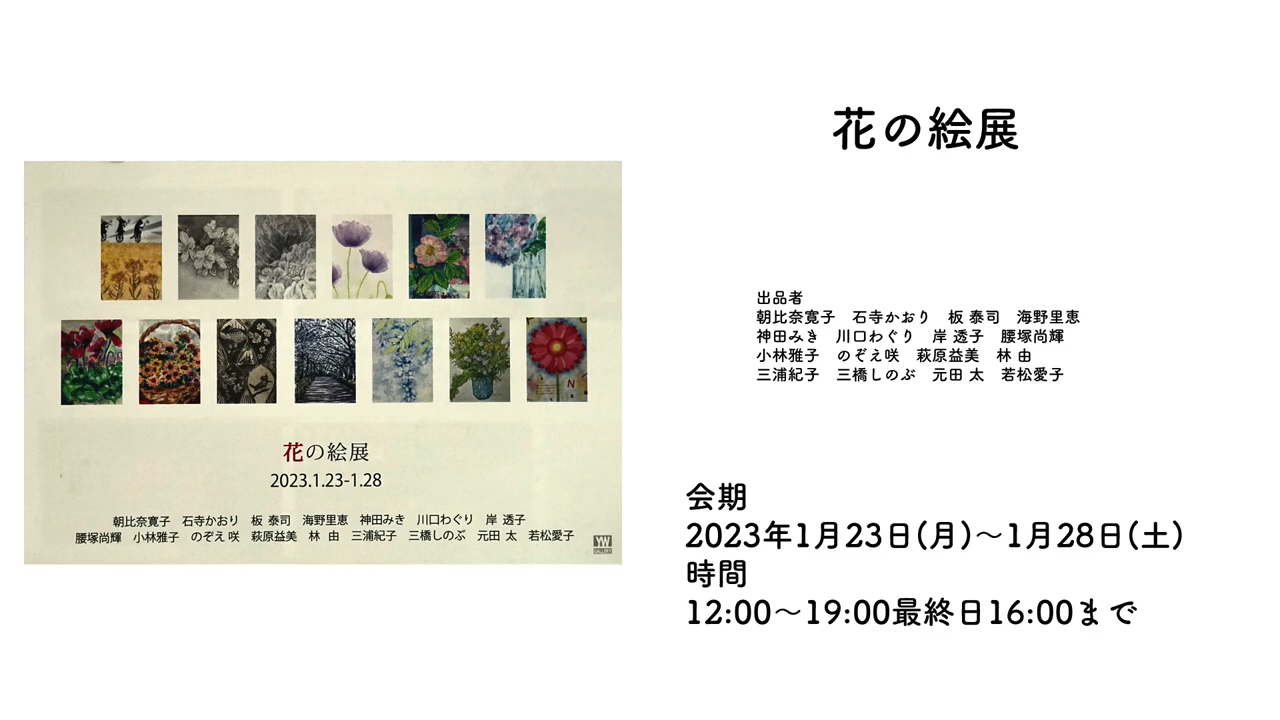 花の絵展
2023.1.23-1.28
朝比奈寛子　石寺かおり　板 泰司　海野里恵　神田みき　川口わぐり　岸 透子
腰塚尚輝　小林雅子　のぞえ 咲　萩原益美　林 由　三浦紀子　三橋しのぶ　元田 太　若松愛子
YW
GALLERY
N
花の絵展
出品者
朝比奈寛子　石寺かおり　板 泰司　海野里恵
神田みき　川口わぐり　岸 透子　腰塚尚輝
小林雅子　のぞえ咲　萩原益美　林 由
三浦紀子　三橋しのぶ　元田 太　若松愛子
会期
2023年1月23日(月)～1月28日(土)
時間
12:00～19:00最終日16:00まで